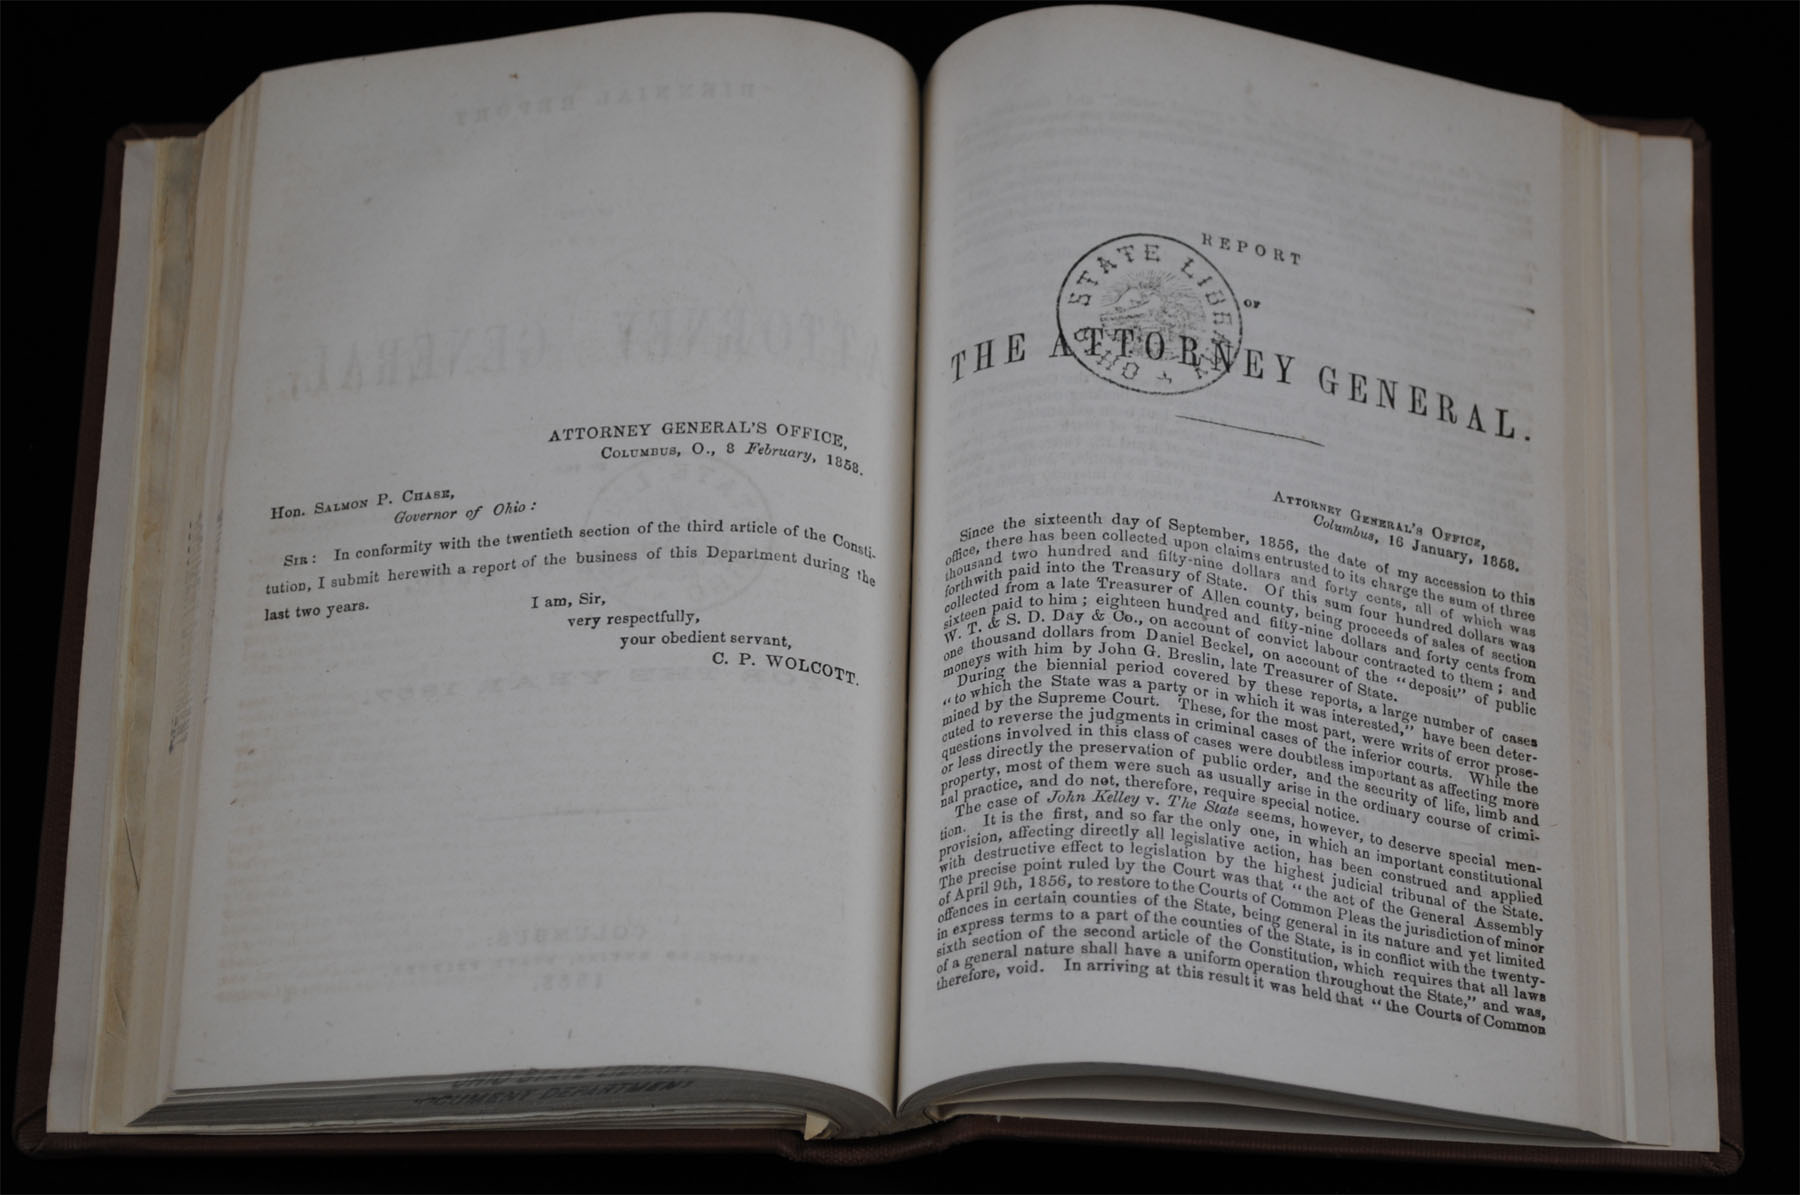 ATTORNEY GENERAL'S OFFICE,
COLUMBUS, O., 8 February, 1858.
HON. SALMON P. CHASE,
Governor of Ohio:
SIR: In conformity with the twentieth section of the third article of the Consti-
tution, I submit herewith a report of the business of this Department during the
last two years.
I am, Sir,
very respectfully,
your obedient servant,
C. P. WOLCOTT.
OHIO STATE LIBRARY
DOCUMENT DEPARTMENT
REPORT
OF
THE ATTORNEY GENERAL.
STATE LIBRARY
OHIO
ATTORNEY GENERAL'S OFFICE,
Columbus, 16 January, 1858.
Since the sixteenth day of September, 1856, the date of my accession to this
office, there has been collected upon claims entrusted to its charge the sum of three
thousand two hundred and fifty-nine dollars and forty cents, all of which was
forthwith paid into the Treasury of State. Of this sum four hundred dollars was
collected from a late Treasurer of Allen county, being proceeds of sales of section
sixteen paid to him; eighteen hundred and fifty-nine dollars and forty cents from
W. T. & S. D. Day & Co., on account of convict labour contracted to them; and
one thousand dollars from Daniel Beckel, on account of the "deposit" of public
moneys with him by John G. Breslin, late Treasurer of State.
During the biennial period covered by these reports, a large number of cases
"to which the State was a party or in which it was interested," have been deter-
mined by the Supreme Court. These, for the most part, were writs of error prose-
cuted to reverse the judgments in criminal cases of the inferior courts. While the
questions involved in this class of cases were doubtless important as affecting more
or less directly the preservation of public order, and the security of life, limb and
property, most of them were such as usually arise in the ordinary course of crimi-
nal practice, and do not, therefore, require special notice.
The case of John Kelley v. The State seems, however, to deserve special men-
tion. It is the first, and so far the only one, in which an important constitutional
provision, affecting directly all legislative action, has been construed and applied
with destructive effect to legislation by the highest judicial tribunal of the State.
The precise point ruled by the Court was that "the act of the General Assembly
of April 9th, 1856, to restore to the Courts of Common Pleas the jurisdiction of minor
offences in certain counties of the State, being general in its nature and yet limited
in express terms to a part of the counties of the State, is in conflict with the twenty-
sixth section of the second article of the Constitution, which requires that all laws
of a general nature shall have a uniform operation throughout the State," and was,
therefore, void. In arriving at this result it was held that "the Courts of Common